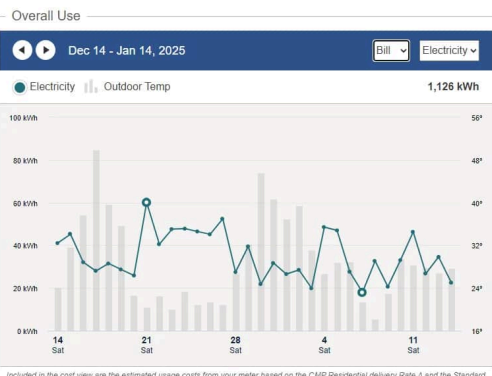 Overall Use
Dec 14 - Jan 14, 2025
Bill
Electricity
Electricity
Outdoor Temp
1,126 kWh
100 kWh 56°
80 kWh 48°
60 kWh 40°
40 kWh 32°
20 kWh 24°
0 kWh 16°
14 21 28 4 11
Sat Sat Sat Sat Sat
Included in the cost view are the estimated usage costs from your meter based on the CMP Residential delivery Rate A and the Standard